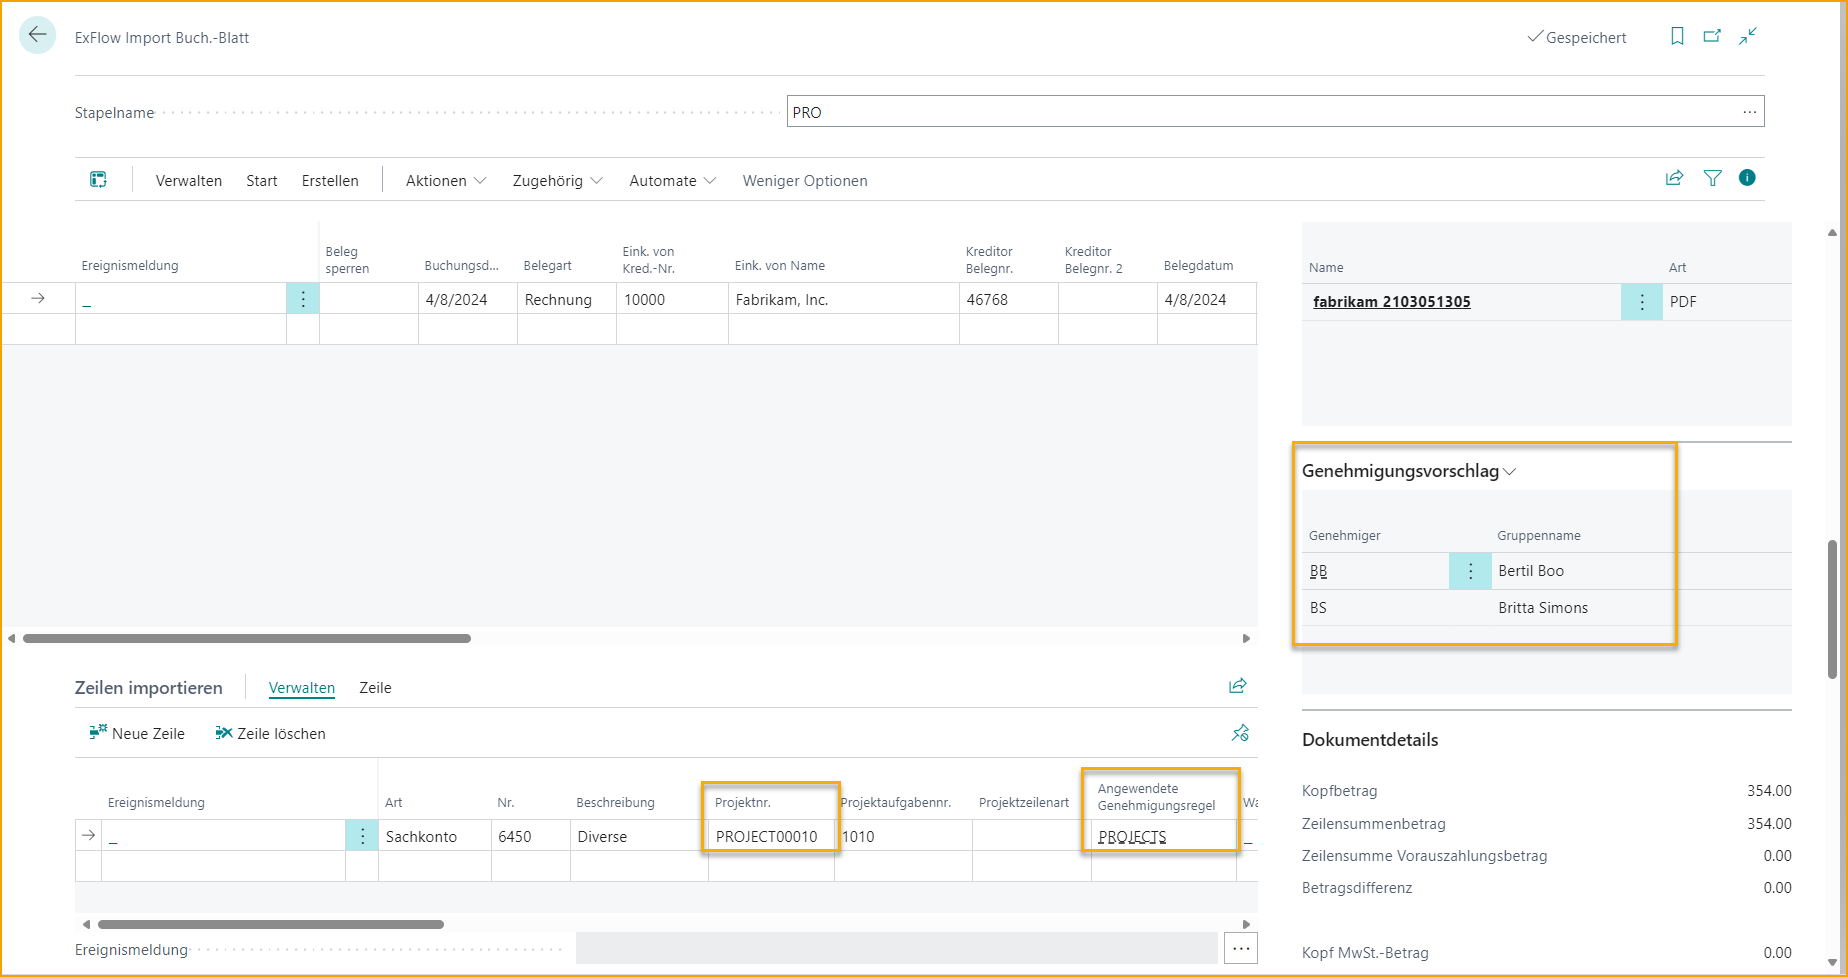 ExFlow Import Buch.-Blatt
Gespeichert
Stapelname
PRO
Verwalten Start Erstellen Aktionen Zugehörig Automate Weniger Optionen
Ereignismeldung
Beleg sperren
Buchungsd...
Belegart
Eink. von Kred.-Nr.
Eink. von Name
Kreditor Belegnr.
Kreditor Belegnr. 2
Belegdatum
_ 4/8/2024 Rechnung 10000 Fabrikam, Inc. 46768 4/8/2024
Name Art
fabrikam 2103051305 PDF
Genehmigungsvorschlag
Genehmiger Gruppenname
BB Bertil Boo
BS Britta Simons
Zeilen importieren Verwalten Zeile
Neue Zeile Zeile löschen
Ereignismeldung
Art
Nr.
Beschreibung
Projektnr.
Projektaufgabennr.
Projektzeilenart
Angewendete Genehmigungsregel
Wa
_ Sachkonto 6450 Diverse PROJECT00010 1010 PROJECTS _
Ereignismeldung
Dokumentdetails
Kopfbetrag 354.00
Zeilensummenbetrag 354.00
Zeilensumme Vorauszahlungsbetrag 0.00
Betragsdifferenz 0.00
Kopf MwSt.-Betrag 0.00